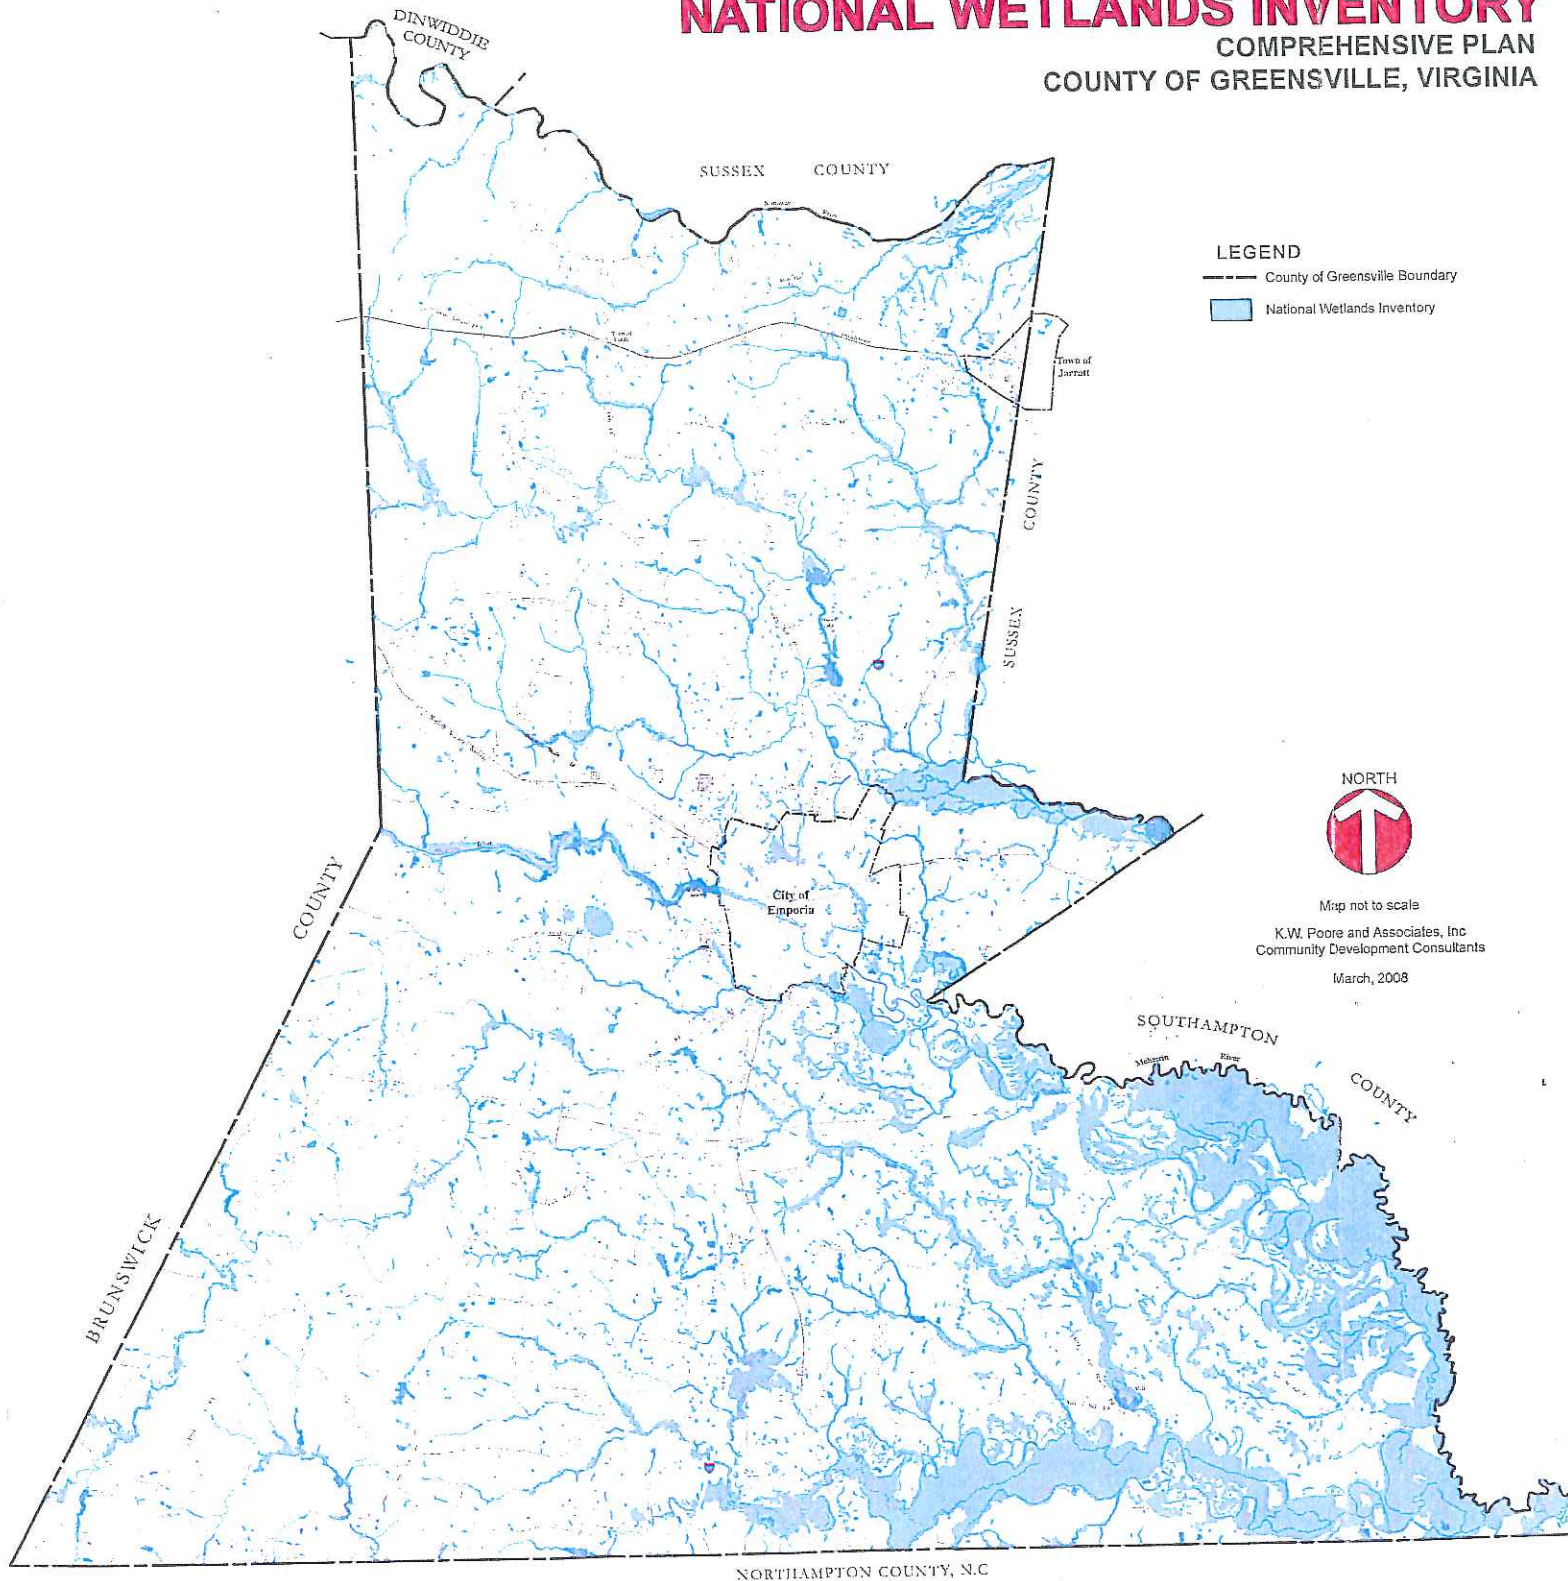 NATIONAL WETLANDS INVENTORY
COMPREHENSIVE PLAN
COUNTY OF GREENSVILLE, VIRGINIA
DINWIDDIE
COUNTY
SUSSEX COUNTY
LEGEND
County of Greensville Boundary
National Wetlands Inventory
Town of
Jarratt
SUSSEX COUNTY
NORTH
Map not to scale
K.W. Poore and Associates, Inc
Community Development Consultants
March, 2008
City of
Emporia
SOUTHAMPTON COUNTY
Meherrin River
BRUNSWICK COUNTY
NORTHAMPTON COUNTY, N.C